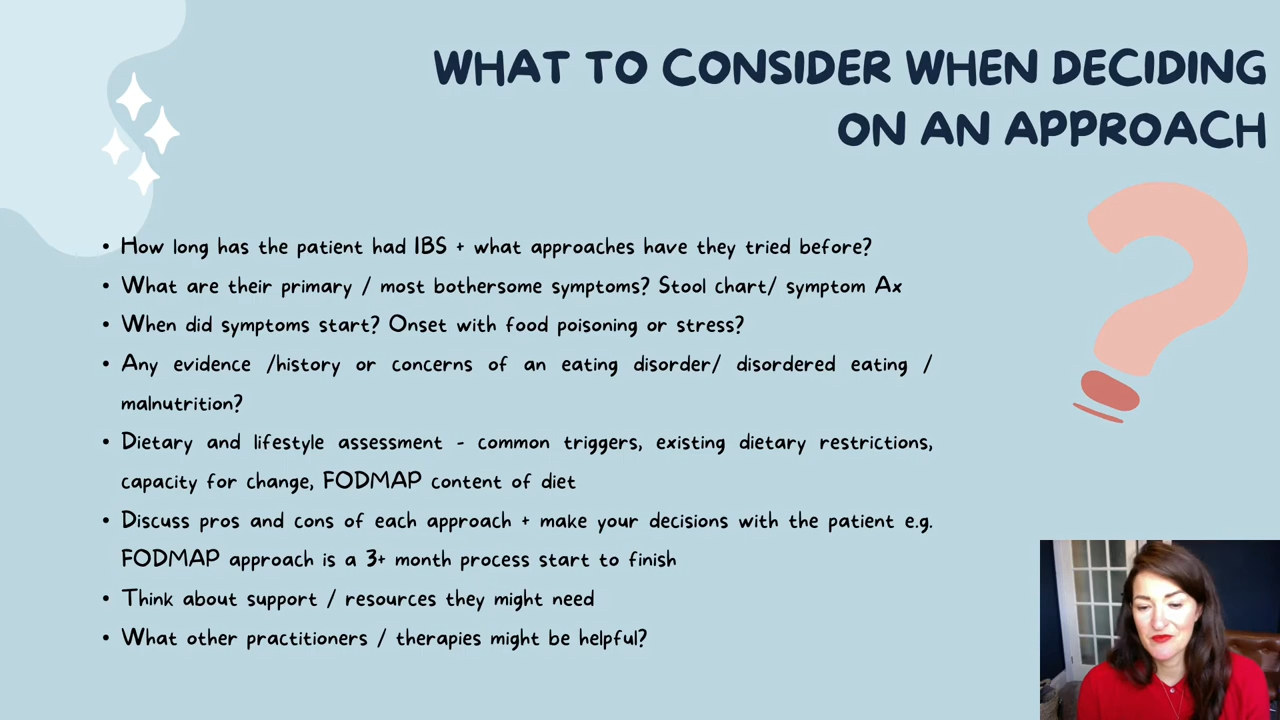 WHAT TO CONSIDER WHEN DECIDING
ON AN APPROACH
• How long has the patient had IBS + what approaches have they tried before?
• What are their primary / most bothersome symptoms? Stool chart/ symptom Ax
• When did symptoms start? Onset with food poisoning or stress?
• Any evidence /history or concerns of an eating disorder/ disordered eating /
malnutrition?
• Dietary and lifestyle assessment - common triggers, existing dietary restrictions,
capacity for change, FODMAP content of diet
• Discuss pros and cons of each approach + make your decisions with the patient e.g.
FODMAP approach is a 3+ month process start to finish
• Think about support / resources they might need
• What other practitioners / therapies might be helpful?